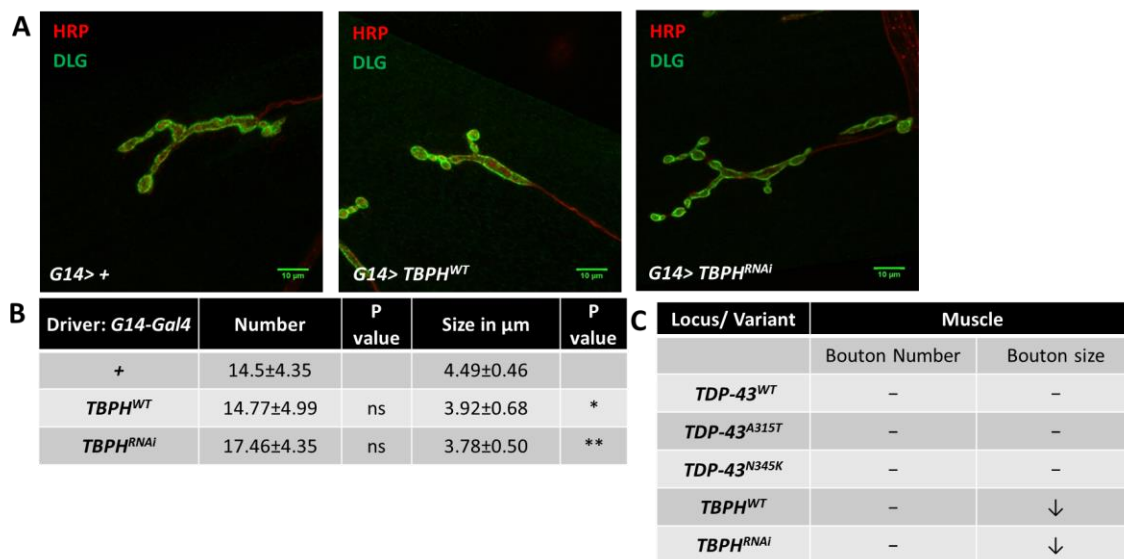 A
HRP
DLG
G14> +
10 µm
HRP
DLG
G14> TBPH^WT
10 µm
HRP
DLG
G14> TBPH^RNAi
10 µm
B
Driver: G14-Gal4 Number P value Size in µm P value
+ 14.5±4.35 4.49±0.46
TBPH^WT 14.77±4.99 ns 3.92±0.68 *
TBPH^RNAi 17.46±4.35 ns 3.78±0.50 **
C
Locus/ Variant Muscle
Bouton Number Bouton size
TDP-43^WT – –
TDP-43^A315T – –
TDP-43^N345K – –
TBPH^WT – ↓
TBPH^RNAi – ↓